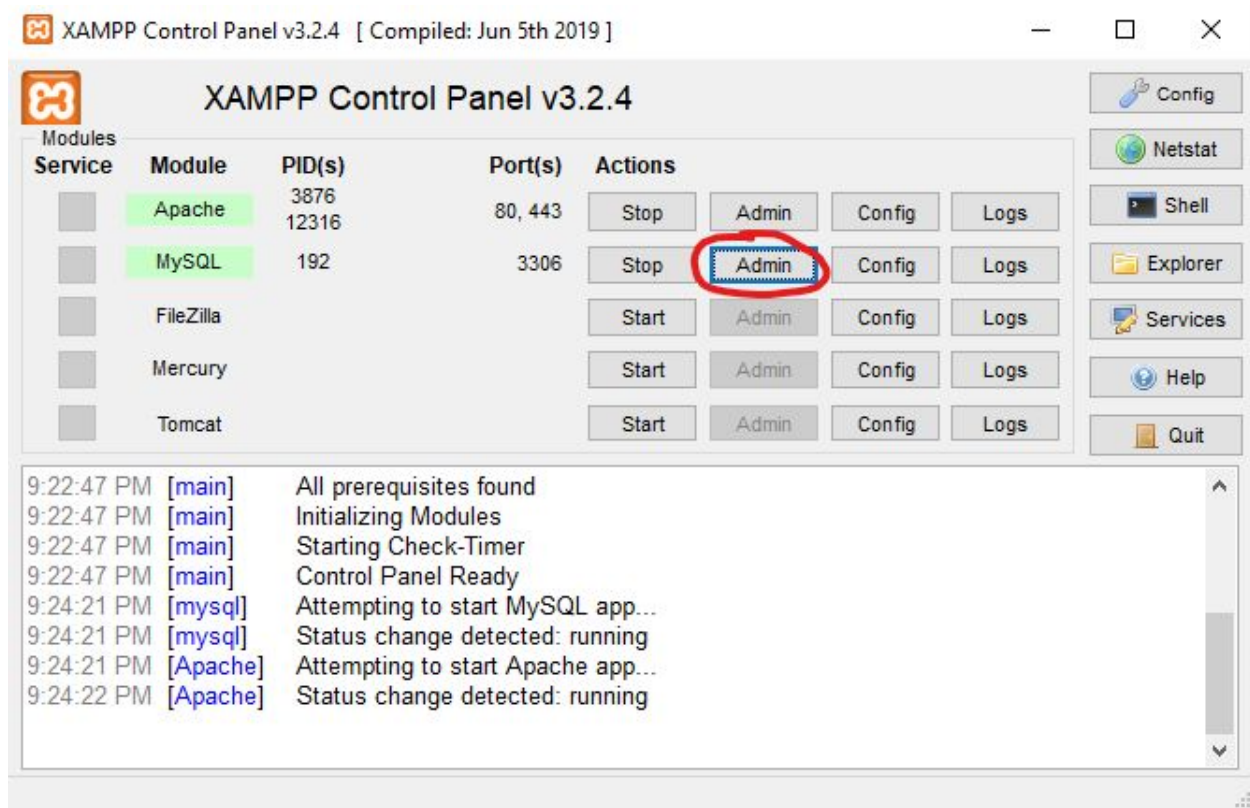 XAMPP Control Panel v3.2.4 [ Compiled: Jun 5th 2019 ]
XAMPP Control Panel v3.2.4
Config
Modules
Netstat
Service Module PID(s) Port(s) Actions
Apache 3876 12316 80, 443 Stop Admin Config Logs
Shell
MySQL 192 3306 Stop Admin Config Logs
Explorer
FileZilla Start Admin Config Logs
Services
Mercury Start Admin Config Logs
Help
Tomcat Start Admin Config Logs
Quit
9:22:47 PM [main] All prerequisites found
9:22:47 PM [main] Initializing Modules
9:22:47 PM [main] Starting Check-Timer
9:22:47 PM [main] Control Panel Ready
9:24:21 PM [mysql] Attempting to start MySQL app...
9:24:21 PM [mysql] Status change detected: running
9:24:21 PM [Apache] Attempting to start Apache app...
9:24:22 PM [Apache] Status change detected: running